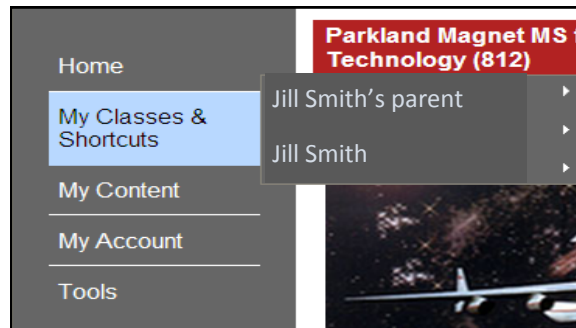 Parkland Magnet MS
Technology (812)
Home
My Classes &
Shortcuts
Jill Smith's parent
Jill Smith
My Content
My Account
Tools